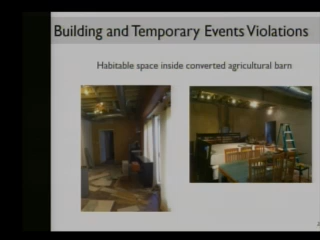 Building and Temporary Events Violations
Habitable space inside converted agricultural barn